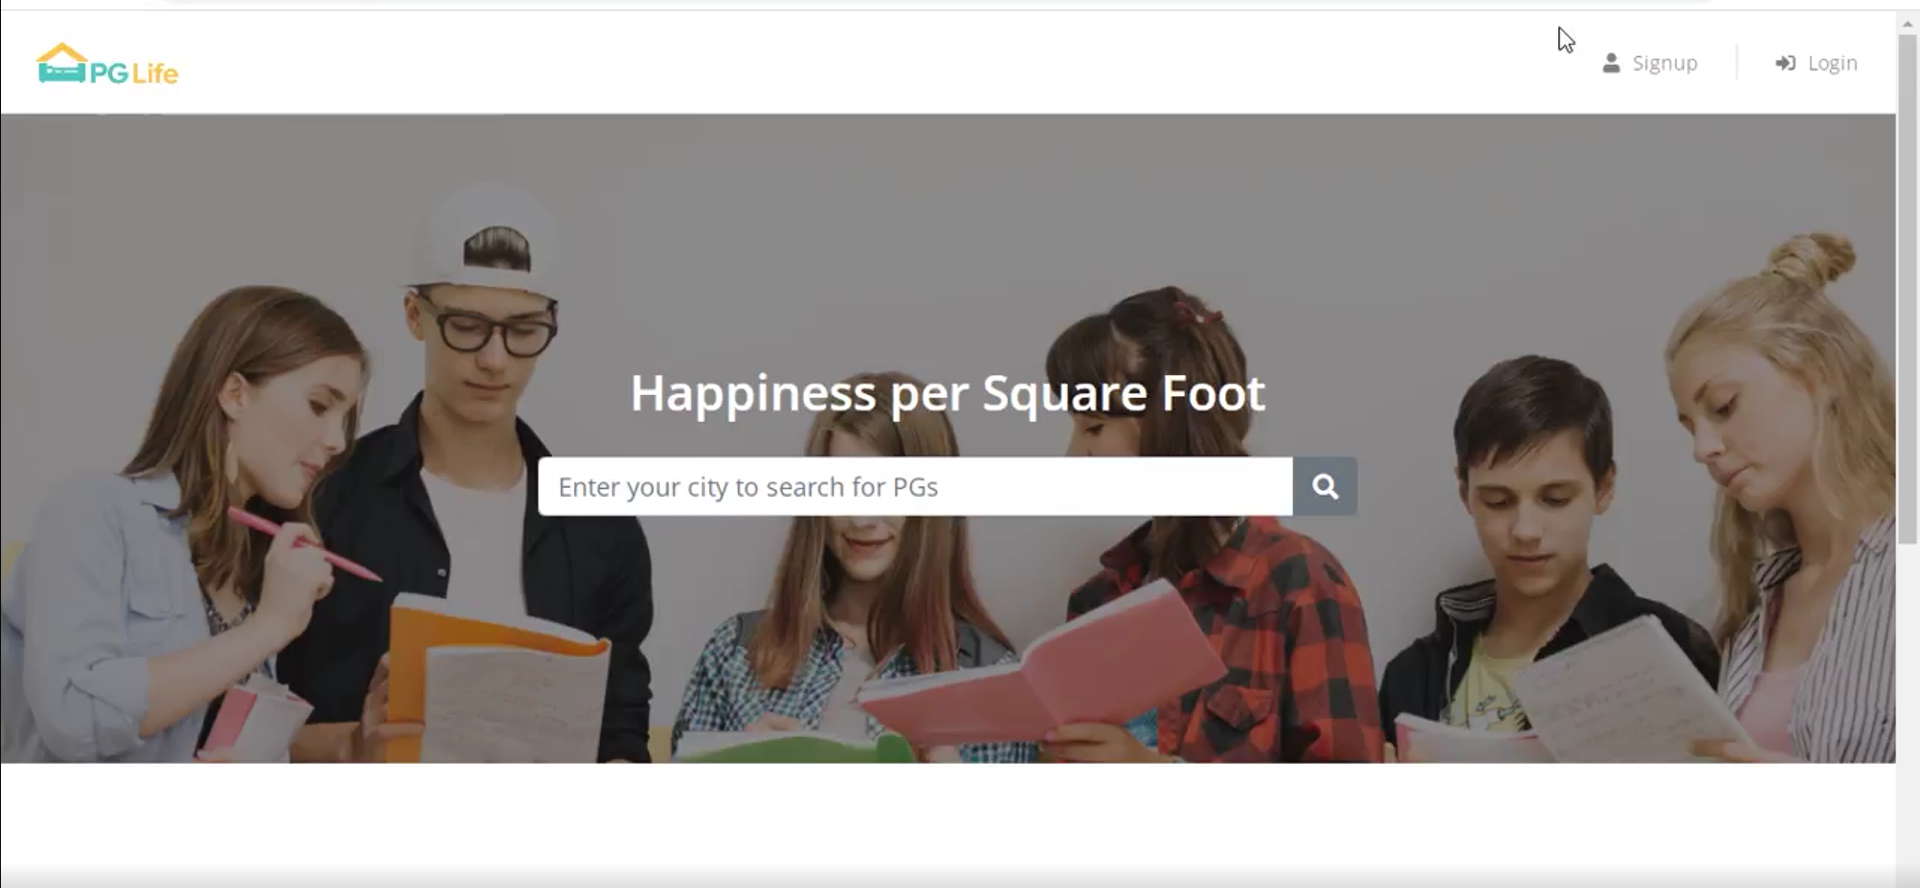 PG Life
Signup
Login
Happiness per Square Foot
Enter your city to search for PGs